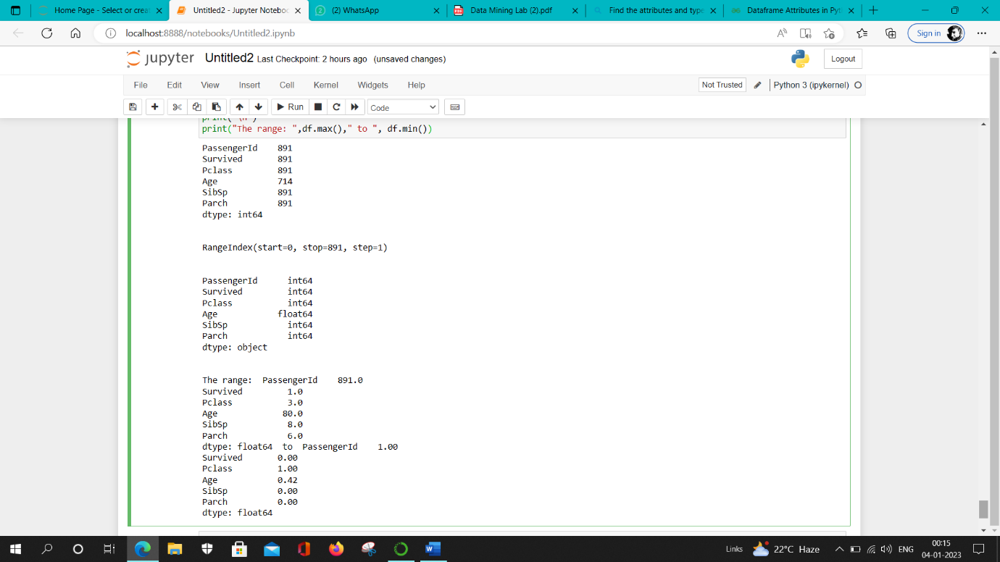 Home Page - Select or crea
Untitled2 - Jupyter Noteboo
(2) WhatsApp
Data Mining Lab (2).pdf
Find the attributes and type
Dataframe Attributes in Pyt
localhost:8888/notebooks/Untitled2.ipynb
Sign in
jupyter Untitled2 Last Checkpoint: 2 hours ago (unsaved changes)
Logout
File Edit View Insert Cell Kernel Widgets Help
Not Trusted
Python 3 (ipykernel)
Run
Code
print("\n")
print("The range: ",df.max()," to ", df.min())
PassengerId 891
Survived 891
Pclass 891
Age 714
SibSp 891
Parch 891
dtype: int64
RangeIndex(start=0, stop=891, step=1)
PassengerId int64
Survived int64
Pclass int64
Age float64
SibSp int64
Parch int64
dtype: object
The range: PassengerId 891.0
Survived 1.0
Pclass 3.0
Age 80.0
SibSp 8.0
Parch 6.0
dtype: float64 to PassengerId 1.00
Survived 0.00
Pclass 1.00
Age 0.42
SibSp 0.00
Parch 0.00
dtype: float64
Links
22°C Haze
ENG
00:15
04-01-2023